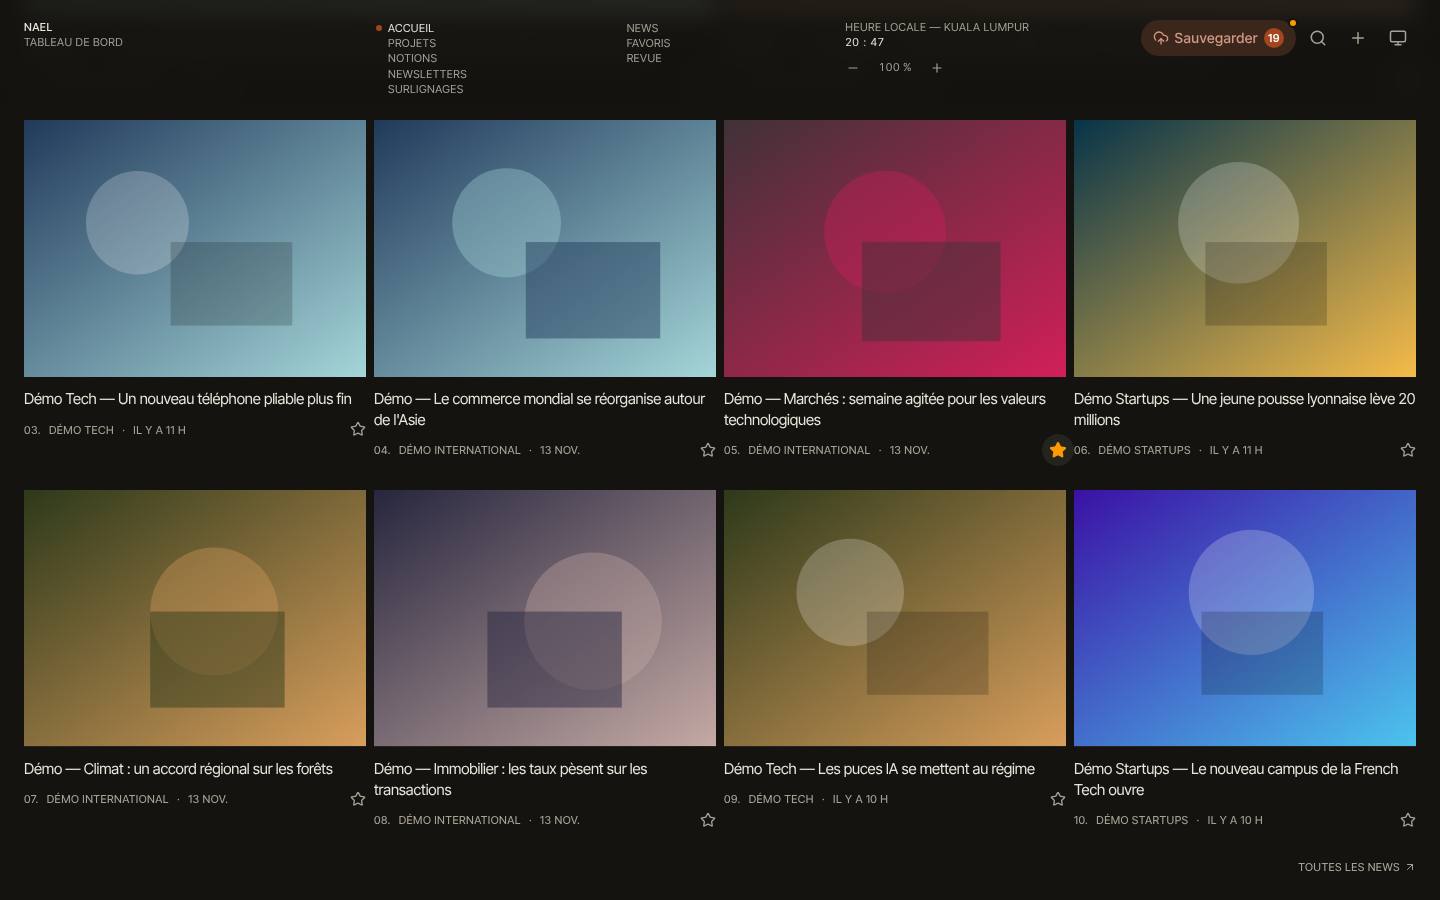 NAEL
TABLEAU DE BORD
ACCUEIL
PROJETS
NOTIONS
NEWSLETTERS
SURLIGNAGES
NEWS
FAVORIS
REVUE
HEURE LOCALE — KUALA LUMPUR
20 : 47
100 %
Sauvegarder 19
Démo Tech — Un nouveau téléphone pliable plus fin
03. DÉMO TECH · IL Y A 11 H
Démo — Le commerce mondial se réorganise autour
de l'Asie
04. DÉMO INTERNATIONAL · 13 NOV.
Démo — Marchés : semaine agitée pour les valeurs
technologiques
05. DÉMO INTERNATIONAL · 13 NOV.
Démo Startups — Une jeune pousse lyonnaise lève 20
millions
06. DÉMO STARTUPS · IL Y A 11 H
Démo — Climat : un accord régional sur les forêts
07. DÉMO INTERNATIONAL · 13 NOV.
Démo — Immobilier : les taux pèsent sur les
transactions
08. DÉMO INTERNATIONAL · 13 NOV.
Démo Tech — Les puces IA se mettent au régime
09. DÉMO TECH · IL Y A 10 H
Démo Startups — Le nouveau campus de la French
Tech ouvre
10. DÉMO STARTUPS · IL Y A 10 H
TOUTES LES NEWS